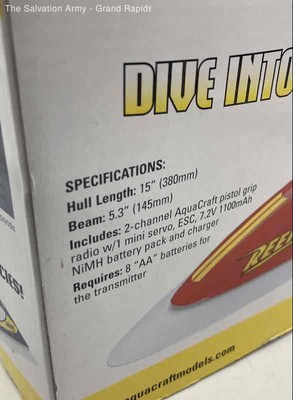 The Salvation Army - Grand Rapids
DIVE INTO
SPECIFICATIONS:
Hull Length: 15" (380mm)
Beam: 5.3" (145mm)
Includes: 2-channel AquaCraft pistol grip
radio w/1 mini servo, ESC, 7.2V 1100mAh
NiMH battery pack and charger
Requires: 8 "AA" batteries for
the transmitter
REEF
aquacraftmodels.com